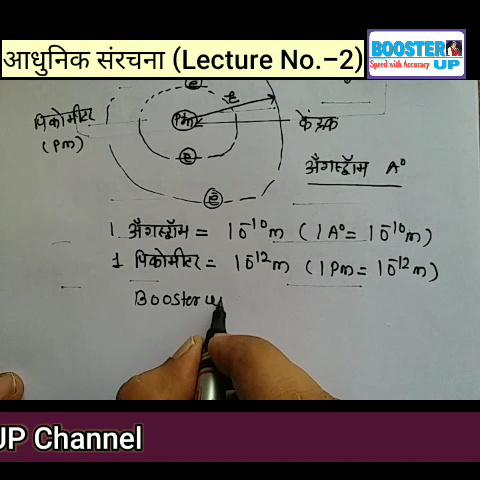 आधुनिक संरचना (Lecture No.–2)
BOOSTER
Speed with Accuracy UP
पिकोमीटर
(Pm)
e
r
Pm
केन्द्रक
e
e
अँगस्ट्रॉम A°
1 अँगस्ट्रॉम = 10⁻¹⁰m (1A° = 10⁻¹⁰m)
1 पिकोमीटर = 10⁻¹²m (1Pm = 10⁻¹²m)
Booster u
UP Channel